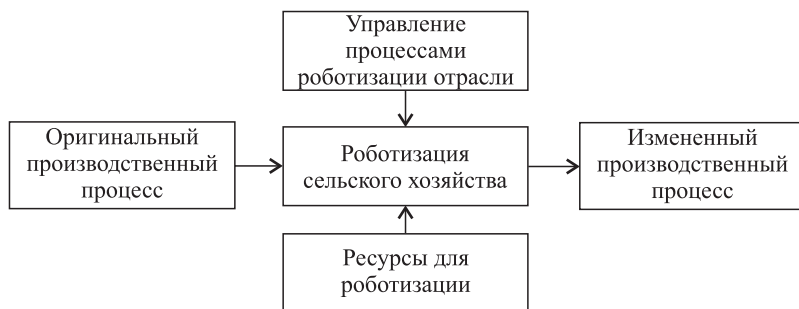 Управление
процессами
роботизации отрасли
Оригинальный
производственный
процесс
Роботизация
сельского хозяйства
Измененный
производственный
процесс
Ресурсы для
роботизации